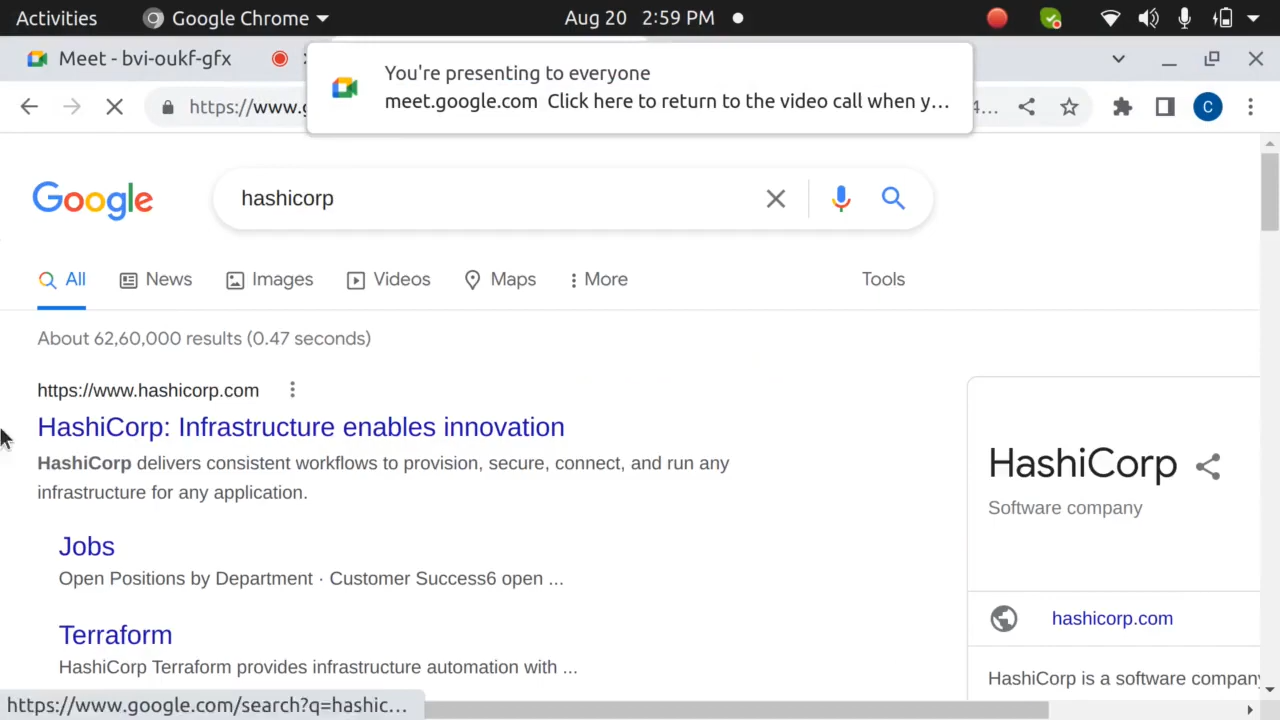 Activities Google Chrome Aug 20 2:59 PM
Meet - bvi-oukf-gfx
You're presenting to everyone
meet.google.com Click here to return to the video call when y...
https://www.g 4... C
Google hashicorp
All News Images Videos Maps More Tools
About 62,60,000 results (0.47 seconds)
https://www.hashicorp.com
HashiCorp: Infrastructure enables innovation
HashiCorp delivers consistent workflows to provision, secure, connect, and run any
infrastructure for any application.
Jobs
Open Positions by Department · Customer Success6 open ...
Terraform
HashiCorp Terraform provides infrastructure automation with ...
HashiCorp
Software company
hashicorp.com
HashiCorp is a software company
https://www.google.com/search?q=hashic...